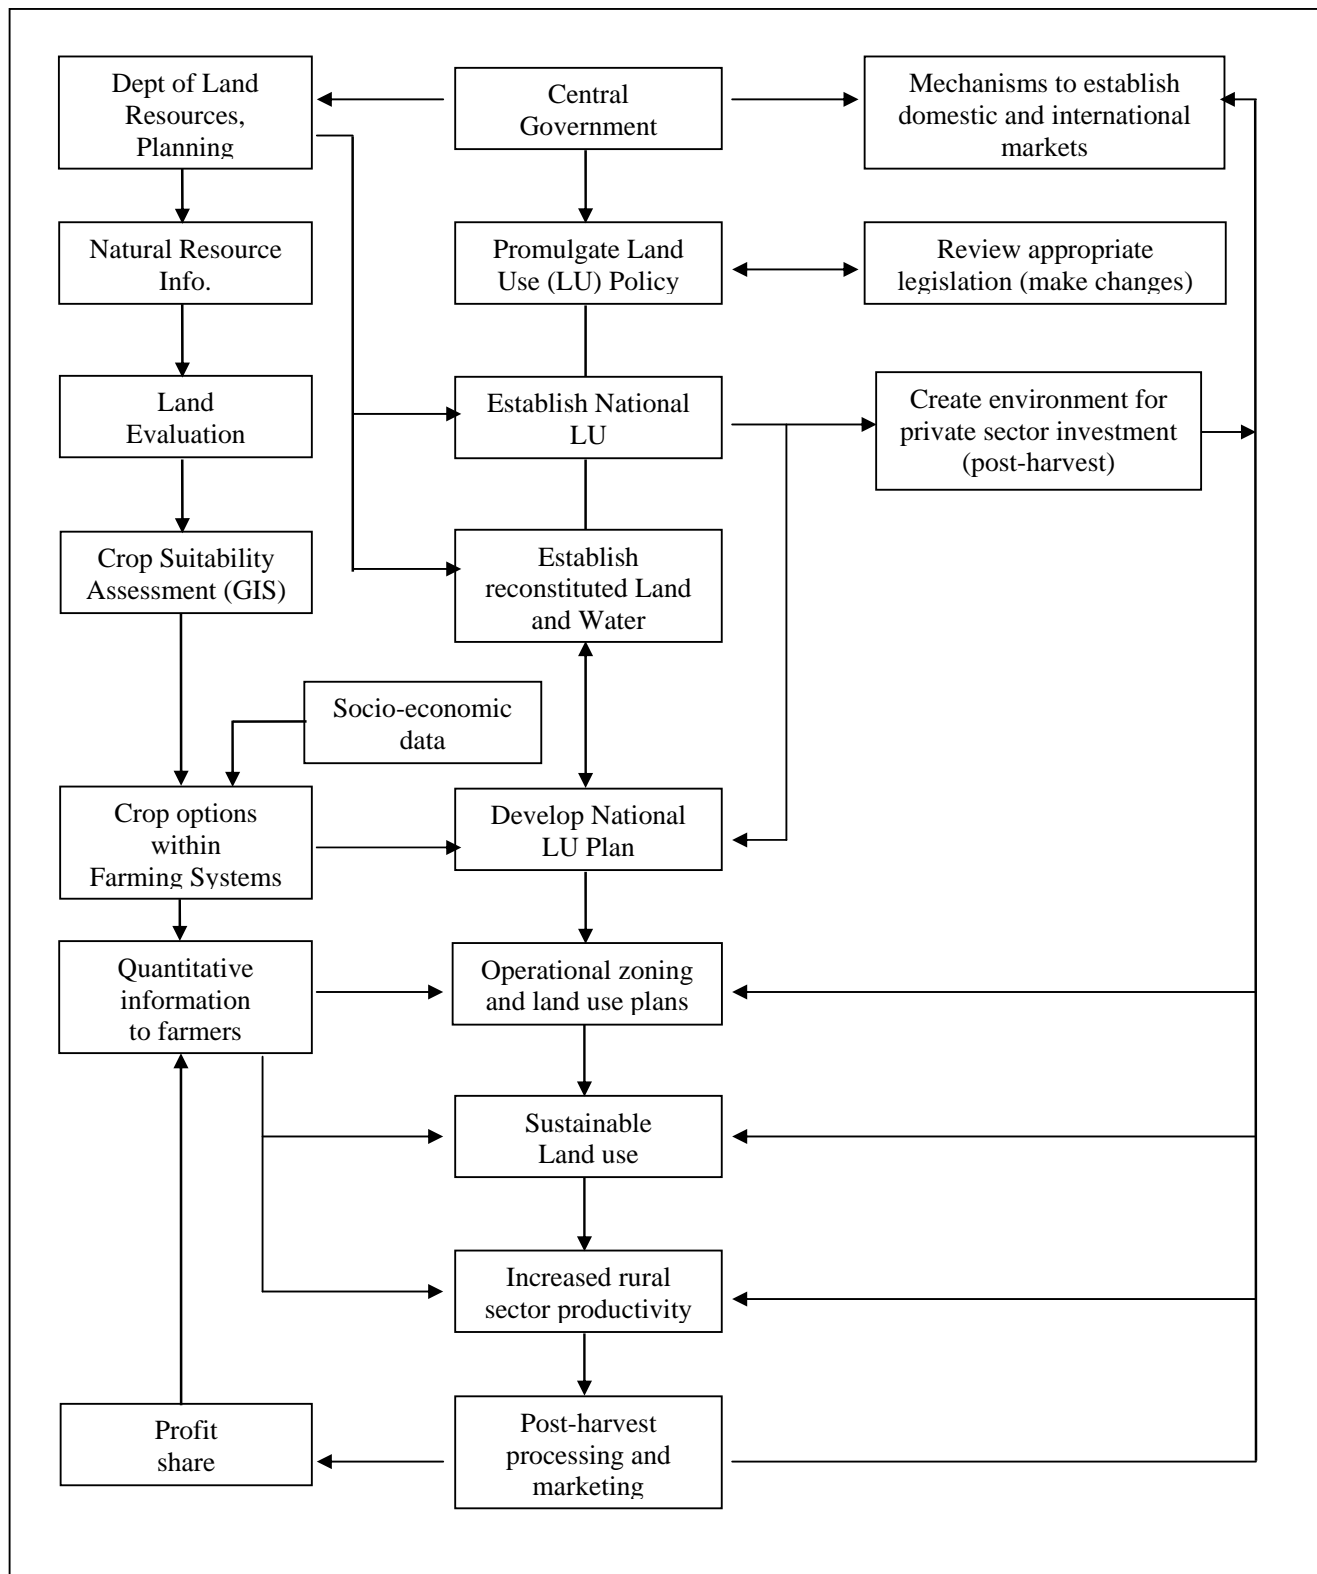 Dept of Land
Resources,
Planning
Central
Government
Mechanisms to establish
domestic and international
markets
Natural Resource
Info.
Promulgate Land
Use (LU) Policy
Review appropriate
legislation (make changes)
Land
Evaluation
Establish National
LU
Create environment for
private sector investment
(post-harvest)
Crop Suitability
Assessment (GIS)
Establish
reconstituted Land
and Water
Socio-economic
data
Crop options
within
Farming Systems
Develop National
LU Plan
Quantitative
information
to farmers
Operational zoning
and land use plans
Sustainable
Land use
Increased rural
sector productivity
Profit
share
Post-harvest
processing and
marketing